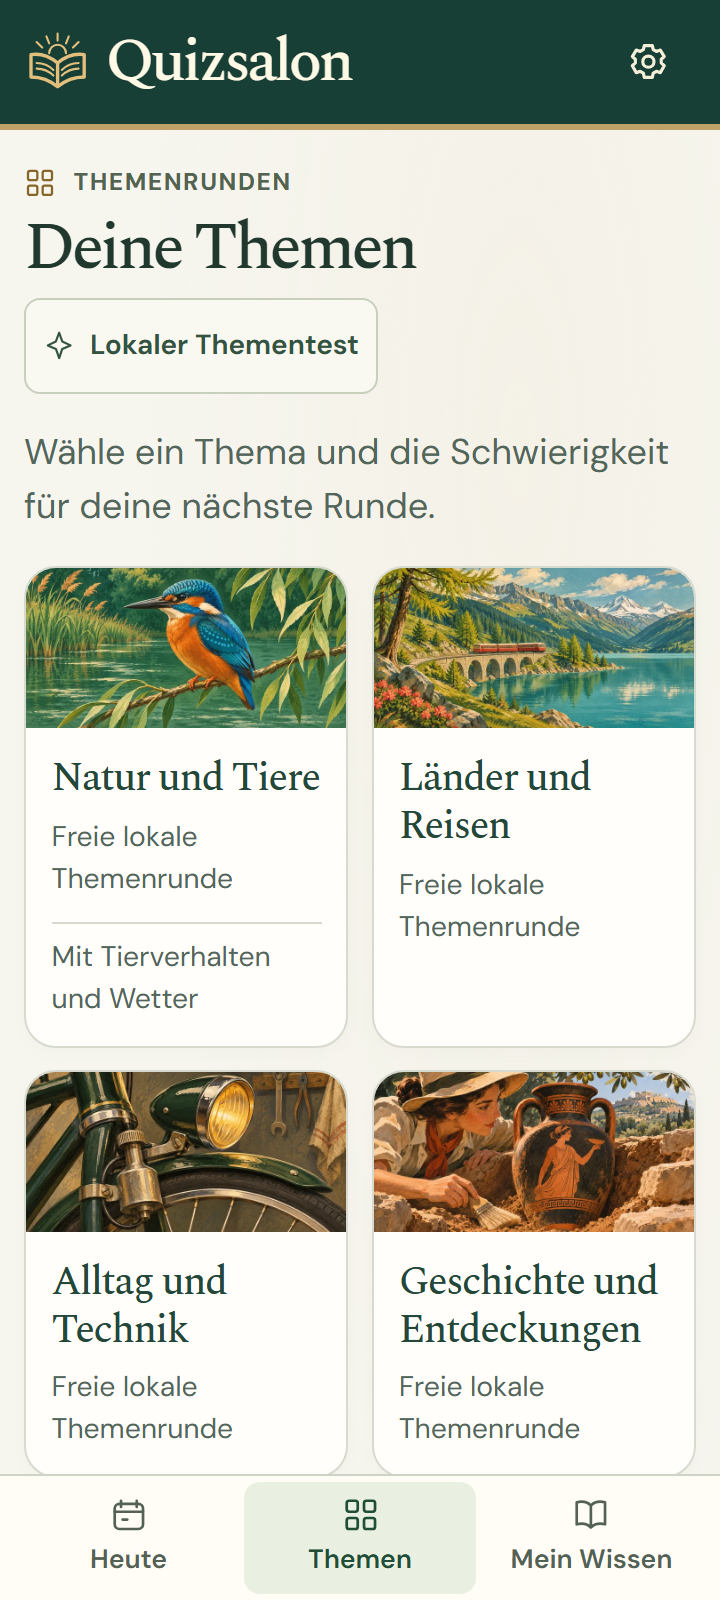 Quizsalon
THEMENRUNDEN
Deine Themen
Lokaler Thementest
Wähle ein Thema und die Schwierigkeit
für deine nächste Runde.
Natur und Tiere
Freie lokale
Themenrunde
Mit Tierverhalten
und Wetter
Länder und
Reisen
Freie lokale
Themenrunde
Alltag und
Technik
Freie lokale
Themenrunde
Geschichte und
Entdeckungen
Freie lokale
Themenrunde
Heute
Themen
Mein Wissen